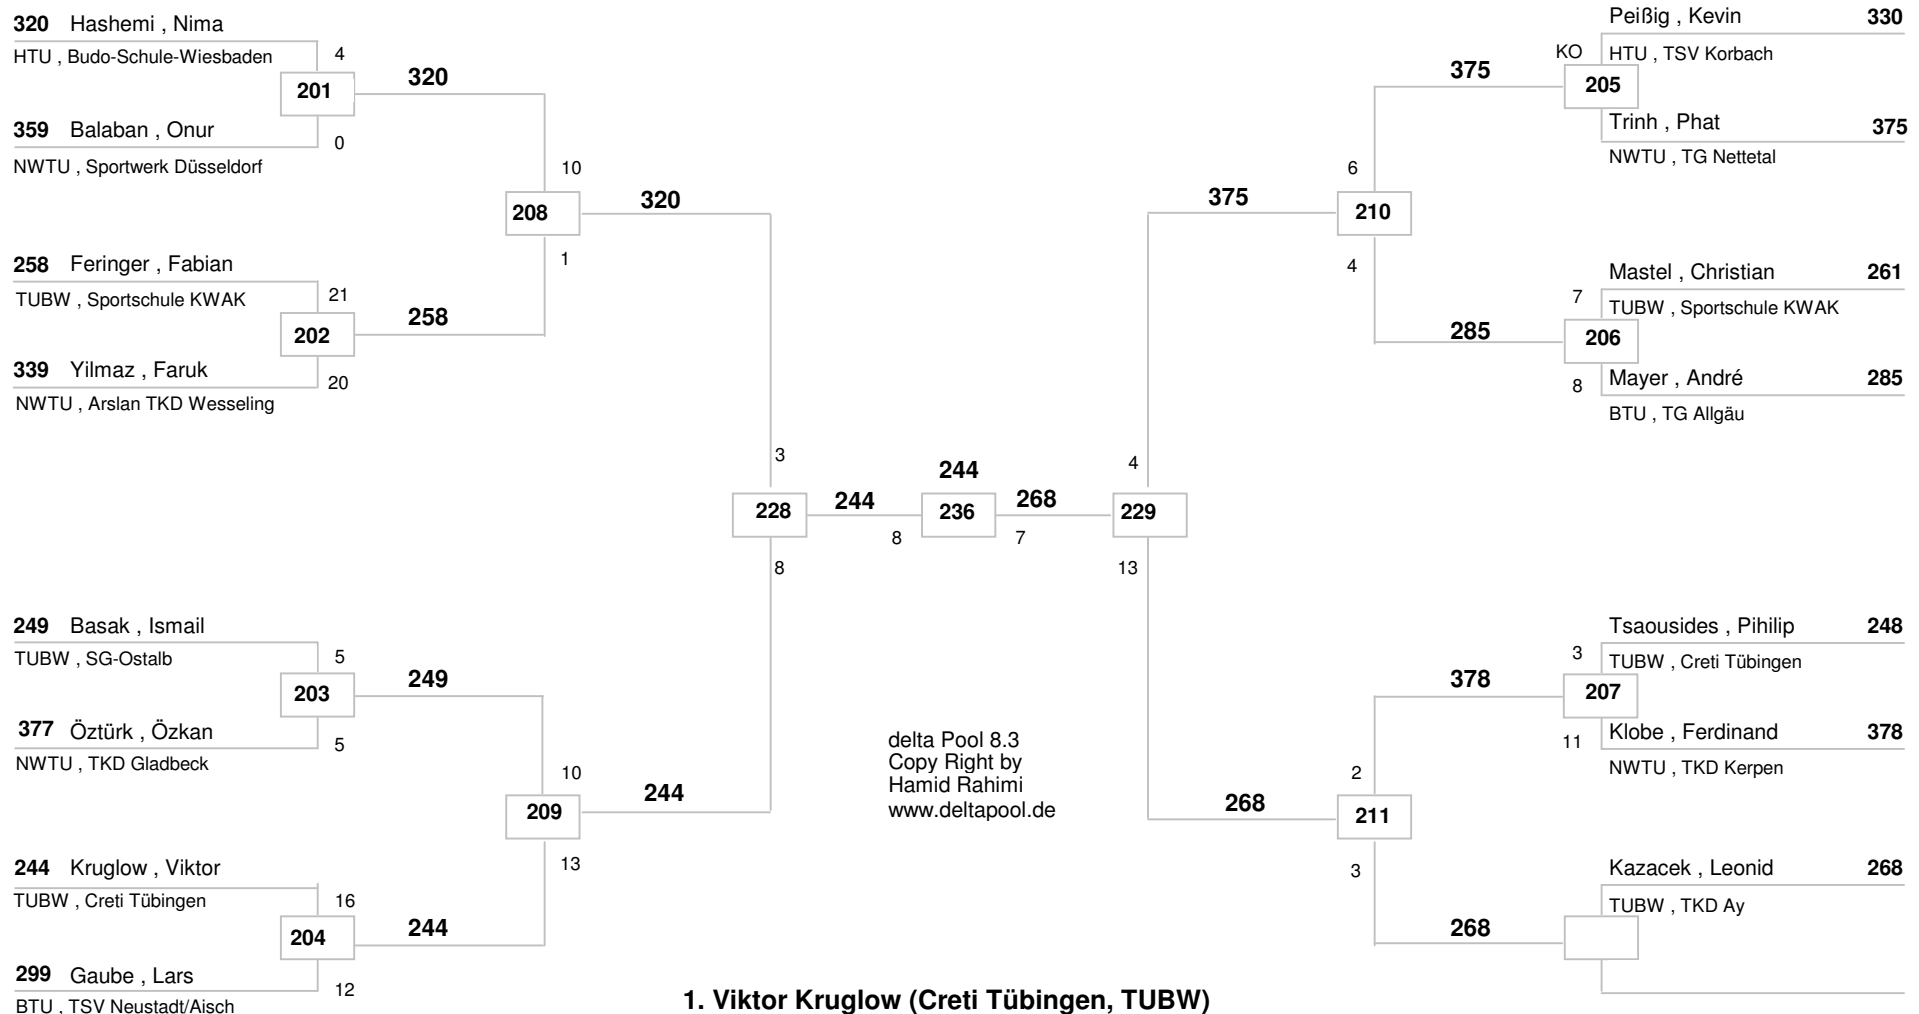 320 Hashemi , Nima
HTU , Budo-Schule-Wiesbaden
4
201
320
359 Balaban , Onur
0
NWTU , Sportwerk Düsseldorf
10
208
320
1
258 Feringer , Fabian
TUBW , Sportschule KWAK
21
202
258
339 Yilmaz , Faruk
20
NWTU , Arslan TKD Wesseling
3
228
244
8
8
244
236
268
7
249 Basak , Ismail
TUBW , SG-Ostalb
5
203
249
377 Öztürk , Özkan
5
NWTU , TKD Gladbeck
10
209
244
13
244 Kruglow , Viktor
TUBW , Creti Tübingen
16
204
244
299 Gaube , Lars
12
BTU , TSV Neustadt/Aisch
Peißig , Kevin 330
KO
HTU , TSV Korbach
375
205
Trinh , Phat 375
NWTU , TG Nettetal
6
375
210
4
Mastel , Christian 261
7
TUBW , Sportschule KWAK
285
206
8
Mayer , André 285
BTU , TG Allgäu
4
229
13
Tsaousides , Pihilip 248
3
TUBW , Creti Tübingen
378
207
11
Klobe , Ferdinand 378
NWTU , TKD Kerpen
2
268
211
3
Kazacek , Leonid 268
TUBW , TKD Ay
268
delta Pool 8.3
Copy Right by
Hamid Rahimi
www.deltapool.de
1. Viktor Kruglow (Creti Tübingen, TUBW)